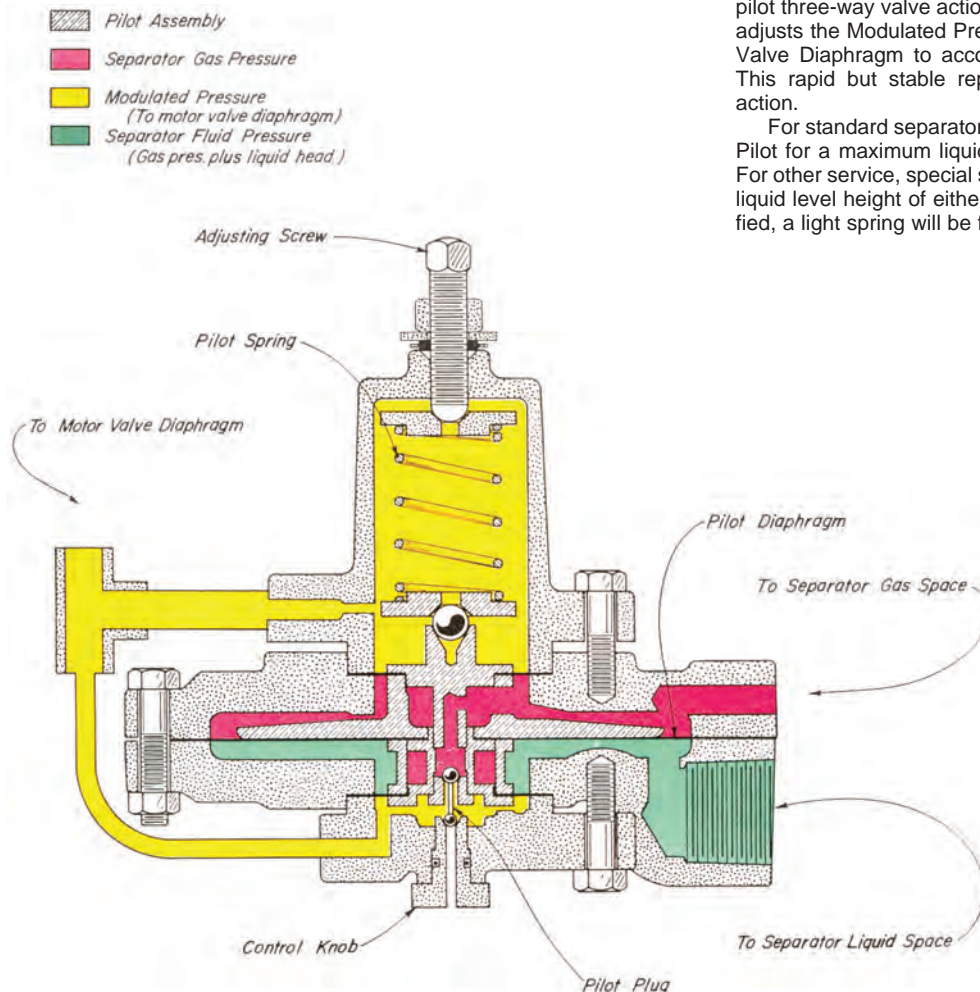 Pilot Assembly
Separator Gas Pressure
Modulated Pressure
(To motor valve diaphragm)
Separator Fluid Pressure
(Gas pres. plus liquid head)
pilot three-way valve action
adjusts the Modulated Pre
Valve Diaphragm to acco
This rapid but stable rep
action.
For standard separator
Pilot for a maximum liquid
For other service, special s
liquid level height of eithe
fied, a light spring will be f
Adjusting Screw
Pilot Spring
To Motor Valve Diaphragm
Pilot Diaphragm
To Separator Gas Space
To Separator Liquid Space
Control Knob
Pilot Plug